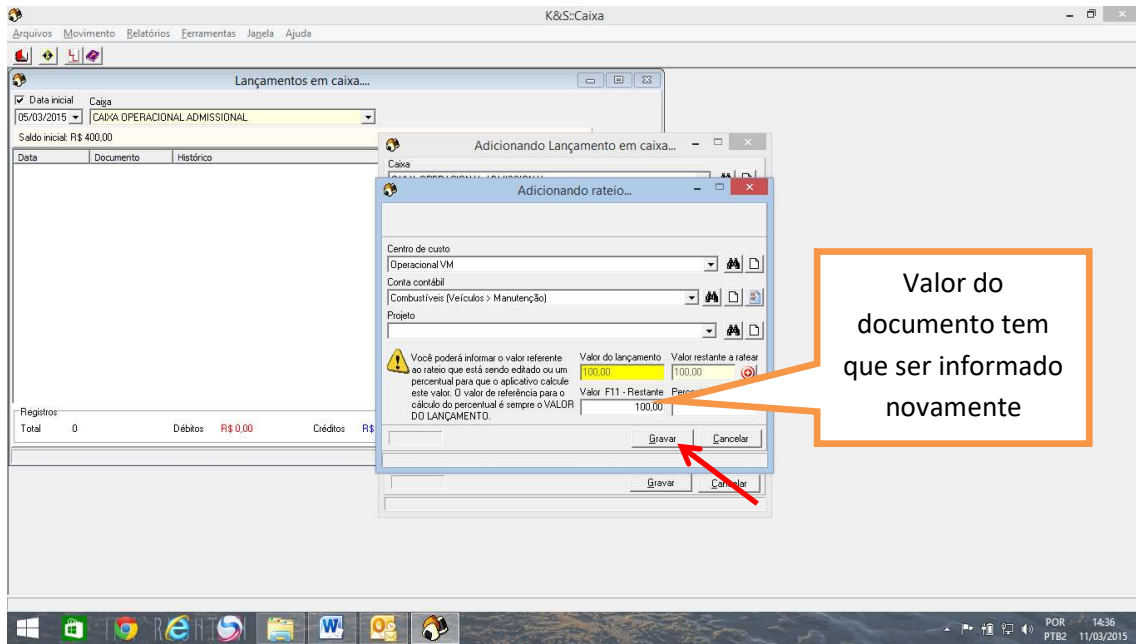 K&S::Caixa
Arquivos Movimento Relatórios Ferramentas Janela Ajuda
Lançamentos em caixa....
Data inicial Caixa
05/03/2015 CAIXA OPERACIONAL ADMISSIONAL
Saldo inicial: R$ 400,00
Data Documento Histórico
Registros
Total 0 Débitos R$ 0,00 Créditos R$
Adicionando Lançamento em caixa...
Caixa
Adicionando rateio...
Centro de custo
Operacional VM
Conta contábil
Combustíveis (Veículos > Manutenção)
Projeto
Você poderá informar o valor referente
ao rateio que está sendo editado ou um
percentual para que o aplicativo calcule
este valor. O valor de referência para o
cálculo do percentual é sempre o VALOR
DO LANÇAMENTO.
Valor do lançamento Valor restante a ratear
100,00 100,00
Valor F11 - Restante
100,00
Gravar Cancelar
Gravar Cancelar
Valor do
documento tem
que ser informado
novamente
POR 14:36
PTB2 11/03/2015